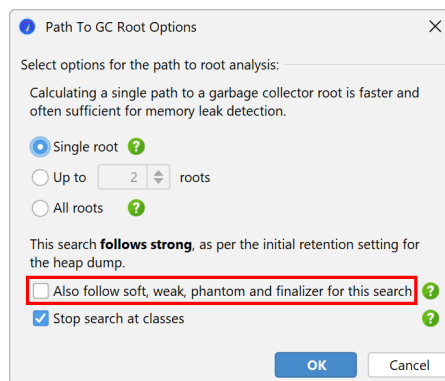 Path To GC Root Options
Select options for the path to root analysis:
Calculating a single path to a garbage collector root is faster and
often sufficient for memory leak detection.
Single root
Up to 2 roots
All roots
This search follows strong, as per the initial retention setting for
the heap dump.
Also follow soft, weak, phantom and finalizer for this search
Stop search at classes
OK Cancel